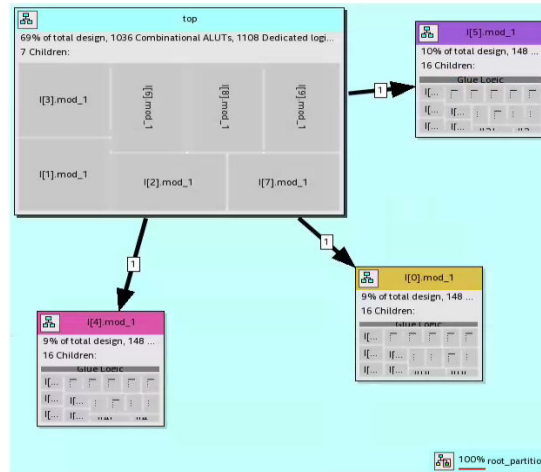 top
69% of total design, 1036 Combinational ALUTs, 1108 Dedicated logi...
7 Children:
I[3].mod_1
I[6].mod_1
I[8].mod_1
I[9].mod_1
I[1].mod_1
I[2].mod_1
I[7].mod_1
1
I[5].mod_1
10% of total design, 148 ...
16 Children:
Glue Logic
I[...
I[... I[...
I[... I[...
1
1
I[0].mod_1
9% of total design, 148 ...
16 Children:
Glue Logic
I[...
I[... I[...
I[... I[...
I[4].mod_1
9% of total design, 148 ...
16 Children:
Glue Logic
I[...
I[... I[...
I[... I[...
100% root_partitio